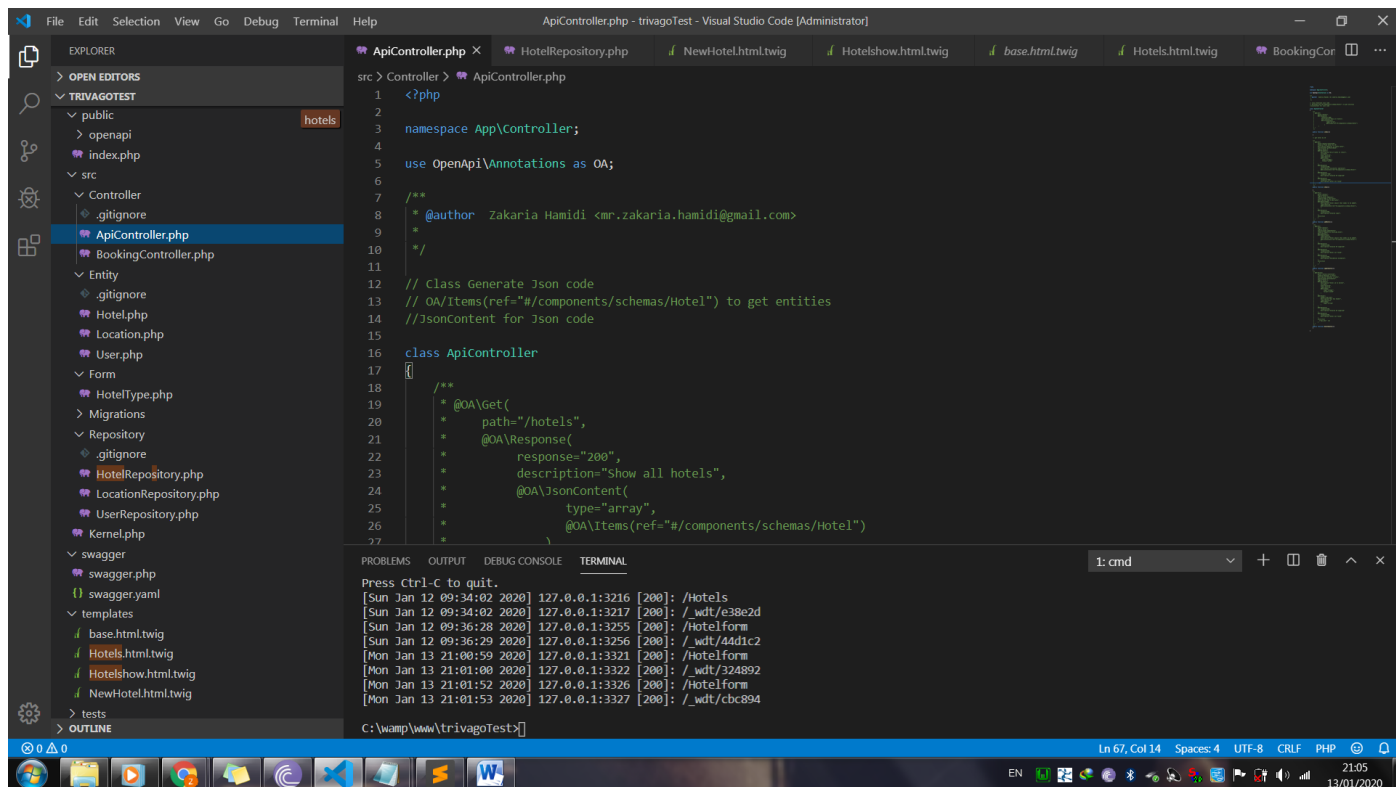 File Edit Selection View Go Debug Terminal Help ApiController.php - trivagoTest - Visual Studio Code [Administrator]
EXPLORER
OPEN EDITORS
TRIVAGOTEST
public
hotels
openapi
index.php
src
Controller
.gitignore
ApiController.php
BookingController.php
Entity
.gitignore
Hotel.php
Location.php
User.php
Form
HotelType.php
Migrations
Repository
.gitignore
HotelRepository.php
LocationRepository.php
UserRepository.php
Kernel.php
swagger
swagger.php
{} swagger.yaml
templates
base.html.twig
Hotels.html.twig
Hotelshow.html.twig
NewHotel.html.twig
tests
OUTLINE
ApiController.php HotelRepository.php NewHotel.html.twig Hotelshow.html.twig base.html.twig Hotels.html.twig BookingCor
src > Controller > ApiController.php
1 <?php
2
3 namespace App\Controller;
4
5 use OpenApi\Annotations as OA;
6
7 /**
8 * @author Zakaria Hamidi <mr.zakaria.hamidi@gmail.com>
9 *
10 */
11
12 // Class Generate Json code
13 // OA/Items(ref="#/components/schemas/Hotel") to get entities
14 //JsonContent for Json code
15
16 class ApiController
17 {
18 /**
19 * @OA\Get(
20 * path="/hotels",
21 * @OA\Response(
22 * response="200",
23 * description="Show all hotels",
24 * @OA\JsonContent(
25 * type="array",
26 * @OA\Items(ref="#/components/schemas/Hotel")
27 * )
PROBLEMS OUTPUT DEBUG CONSOLE TERMINAL 1: cmd
Press Ctrl-C to quit.
[Sun Jan 12 09:34:02 2020] 127.0.0.1:3216 [200]: /Hotels
[Sun Jan 12 09:34:02 2020] 127.0.0.1:3217 [200]: /_wdt/e38e2d
[Sun Jan 12 09:36:28 2020] 127.0.0.1:3255 [200]: /Hotelform
[Sun Jan 12 09:36:29 2020] 127.0.0.1:3256 [200]: /_wdt/44d1c2
[Mon Jan 13 21:00:59 2020] 127.0.0.1:3321 [200]: /Hotelform
[Mon Jan 13 21:01:00 2020] 127.0.0.1:3322 [200]: /_wdt/324892
[Mon Jan 13 21:01:52 2020] 127.0.0.1:3326 [200]: /Hotelform
[Mon Jan 13 21:01:53 2020] 127.0.0.1:3327 [200]: /_wdt/cbc894
C:\wamp\www\trivagoTest>
0 0 Ln 67, Col 14 Spaces: 4 UTF-8 CRLF PHP
EN 21:05
13/01/2020